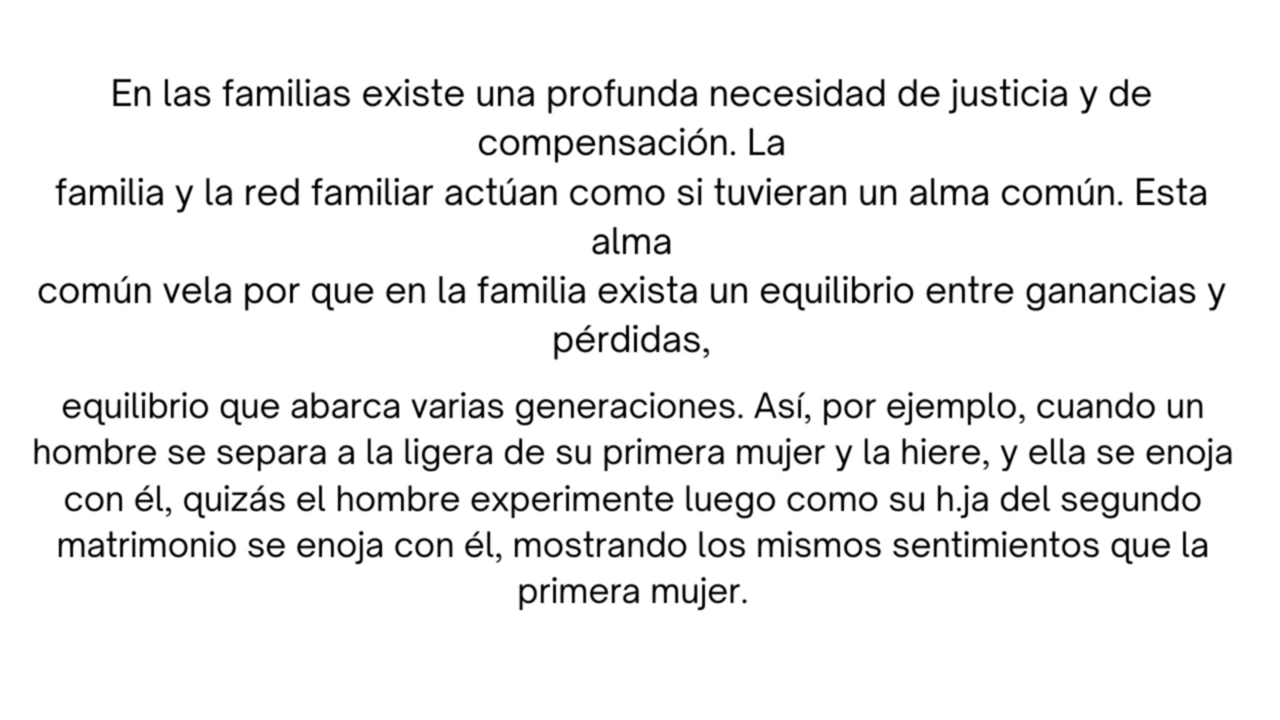 En las familias existe una profunda necesidad de justicia y de
compensación. La
familia y la red familiar actúan como si tuvieran un alma común. Esta
alma
común vela por que en la familia exista un equilibrio entre ganancias y
pérdidas,
equilibrio que abarca varias generaciones. Así, por ejemplo, cuando un
hombre se separa a la ligera de su primera mujer y la hiere, y ella se enoja
con él, quizás el hombre experimente luego como su h.ja del segundo
matrimonio se enoja con él, mostrando los mismos sentimientos que la
primera mujer.